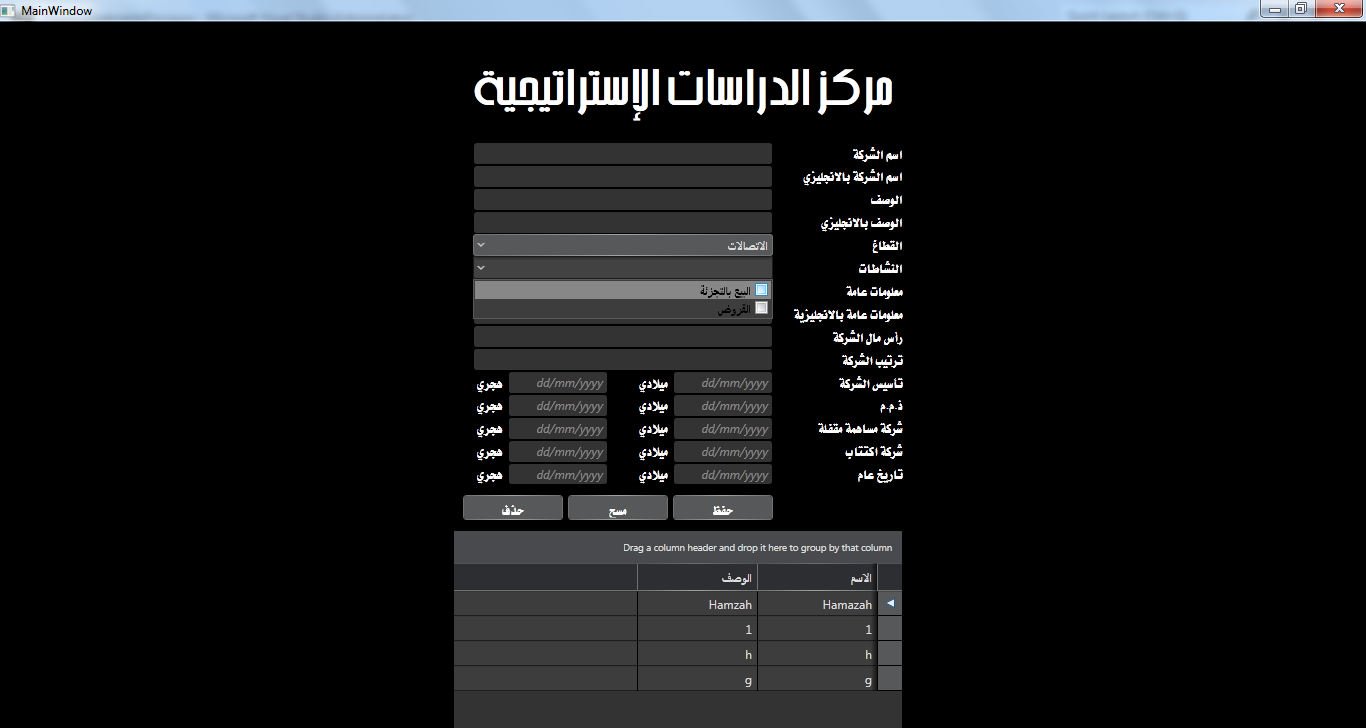 MainWindow
مركز الدراسات الإستراتيجية
اسم الشركة
اسم الشركة بالانجليزي
الوصف
الوصف بالانجليزي
القطاغ الاتصالات
النشاطات
معلومات عامة البيع بالتجزئة
معلومات عامة بالانجليزية القروض
رأس مال الشركة
ترتيب الشركة
تأسيس الشركة dd/mm/yyyy ميلادي dd/mm/yyyy هجري
ذ.م.م dd/mm/yyyy ميلادي dd/mm/yyyy هجري
شركة مساهمة مقفلة dd/mm/yyyy ميلادي dd/mm/yyyy هجري
شركة اكتتاب dd/mm/yyyy ميلادي dd/mm/yyyy هجري
تاريخ عام dd/mm/yyyy ميلادي dd/mm/yyyy هجري
حفظ مسح حذف
Drag a column header and drop it here to group by that column
الاسم الوصف
Hamazah Hamzah
1 1
h h
g g